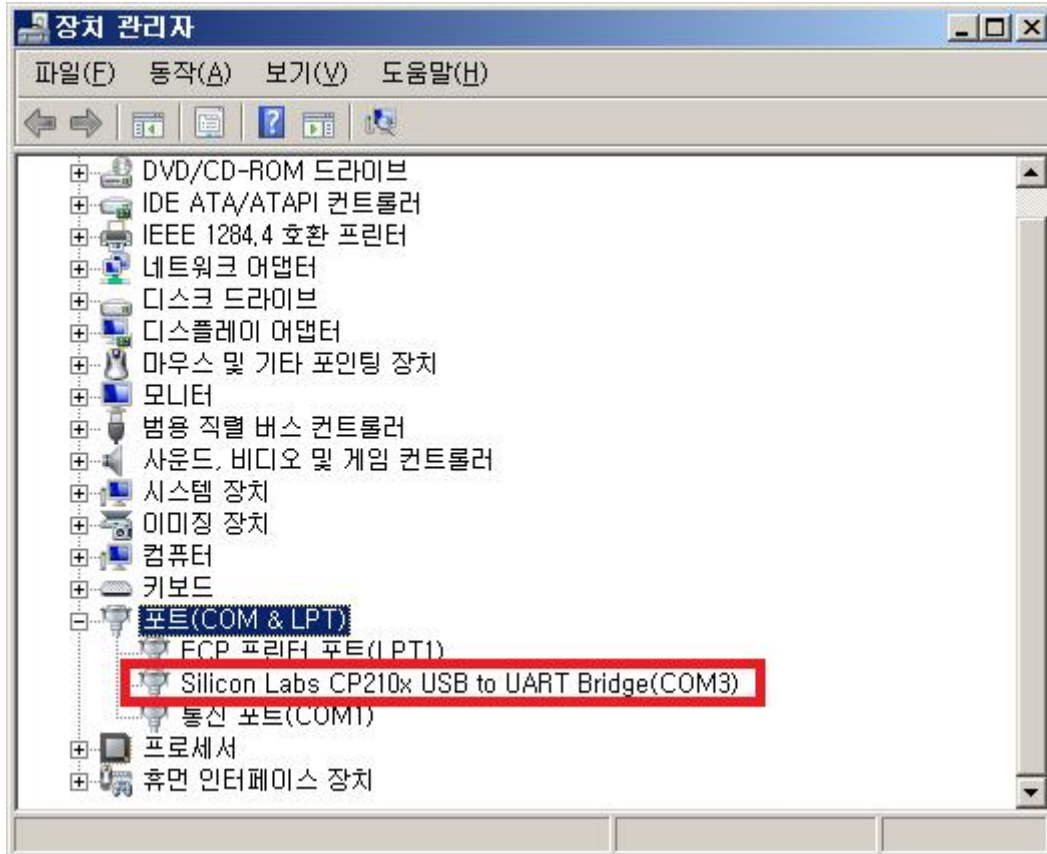 장치 관리자
파일(F) 동작(A) 보기(V) 도움말(H)
DVD/CD-ROM 드라이브
IDE ATA/ATAPI 컨트롤러
IEEE 1284.4 호환 프린터
네트워크 어댑터
디스크 드라이브
디스플레이 어댑터
마우스 및 기타 포인팅 장치
모니터
범용 직렬 버스 컨트롤러
사운드, 비디오 및 게임 컨트롤러
시스템 장치
이미징 장치
컴퓨터
키보드
포트(COM & LPT)
ECP 프린터 포트(LPT1)
Silicon Labs CP210x USB to UART Bridge(COM3)
통신 포트(COM1)
프로세서
휴먼 인터페이스 장치